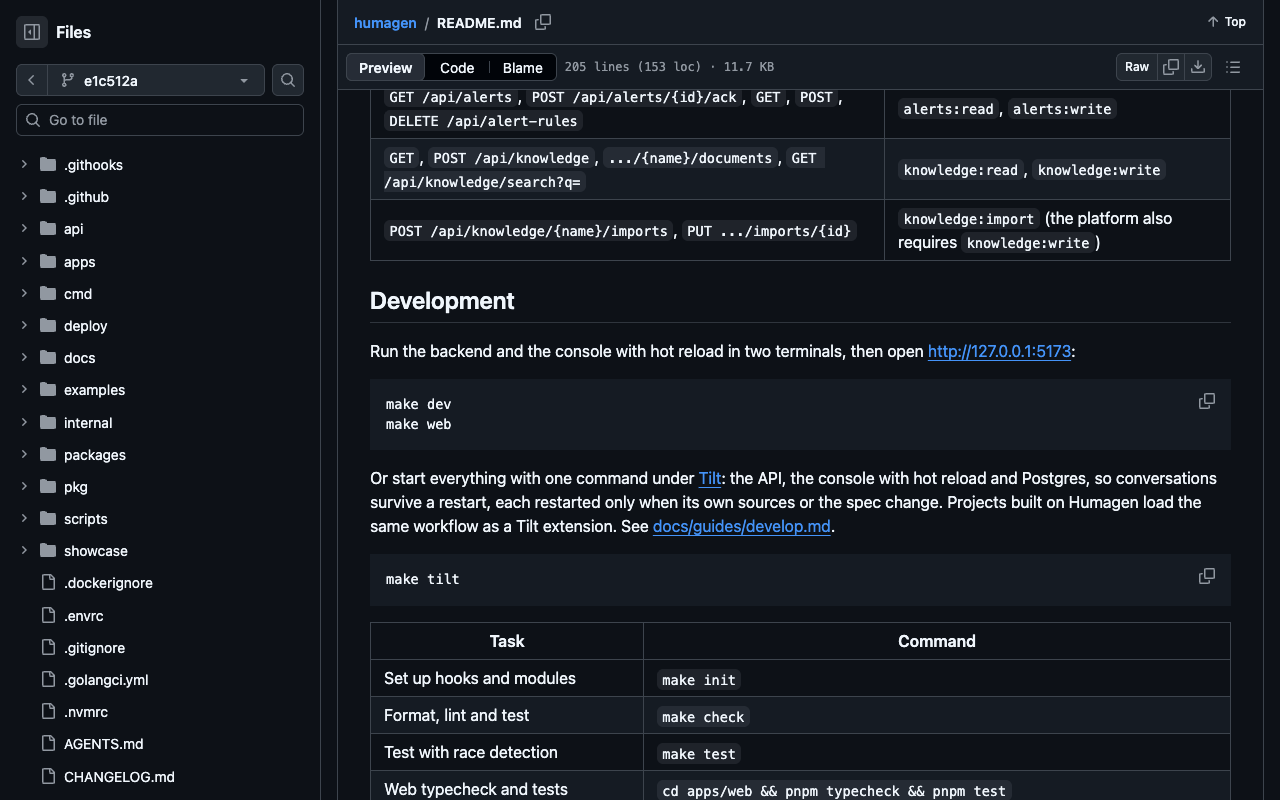 Files
humagen / README.md
Top
e1c512a
Preview Code Blame 205 lines (153 loc) · 11.7 KB
Raw
Go to file
.githooks
.github
api
apps
cmd
deploy
docs
examples
internal
packages
pkg
scripts
showcase
.dockerignore
.envrc
.gitignore
.golangci.yml
.nvmrc
AGENTS.md
CHANGELOG.md
GET /api/alerts, POST /api/alerts/{id}/ack, GET, POST,
DELETE /api/alert-rules
alerts:read, alerts:write
GET, POST /api/knowledge, .../{name}/documents, GET
/api/knowledge/search?q=
knowledge:read, knowledge:write
POST /api/knowledge/{name}/imports, PUT .../imports/{id}
knowledge:import (the platform also
requires knowledge:write)
Development
Run the backend and the console with hot reload in two terminals, then open http://127.0.0.1:5173:
make dev
make web
Or start everything with one command under Tilt: the API, the console with hot reload and Postgres, so conversations
survive a restart, each restarted only when its own sources or the spec change. Projects built on Humagen load the
same workflow as a Tilt extension. See docs/guides/develop.md.
make tilt
Task Command
Set up hooks and modules make init
Format, lint and test make check
Test with race detection make test
Web typecheck and tests cd apps/web && pnpm typecheck && pnpm test